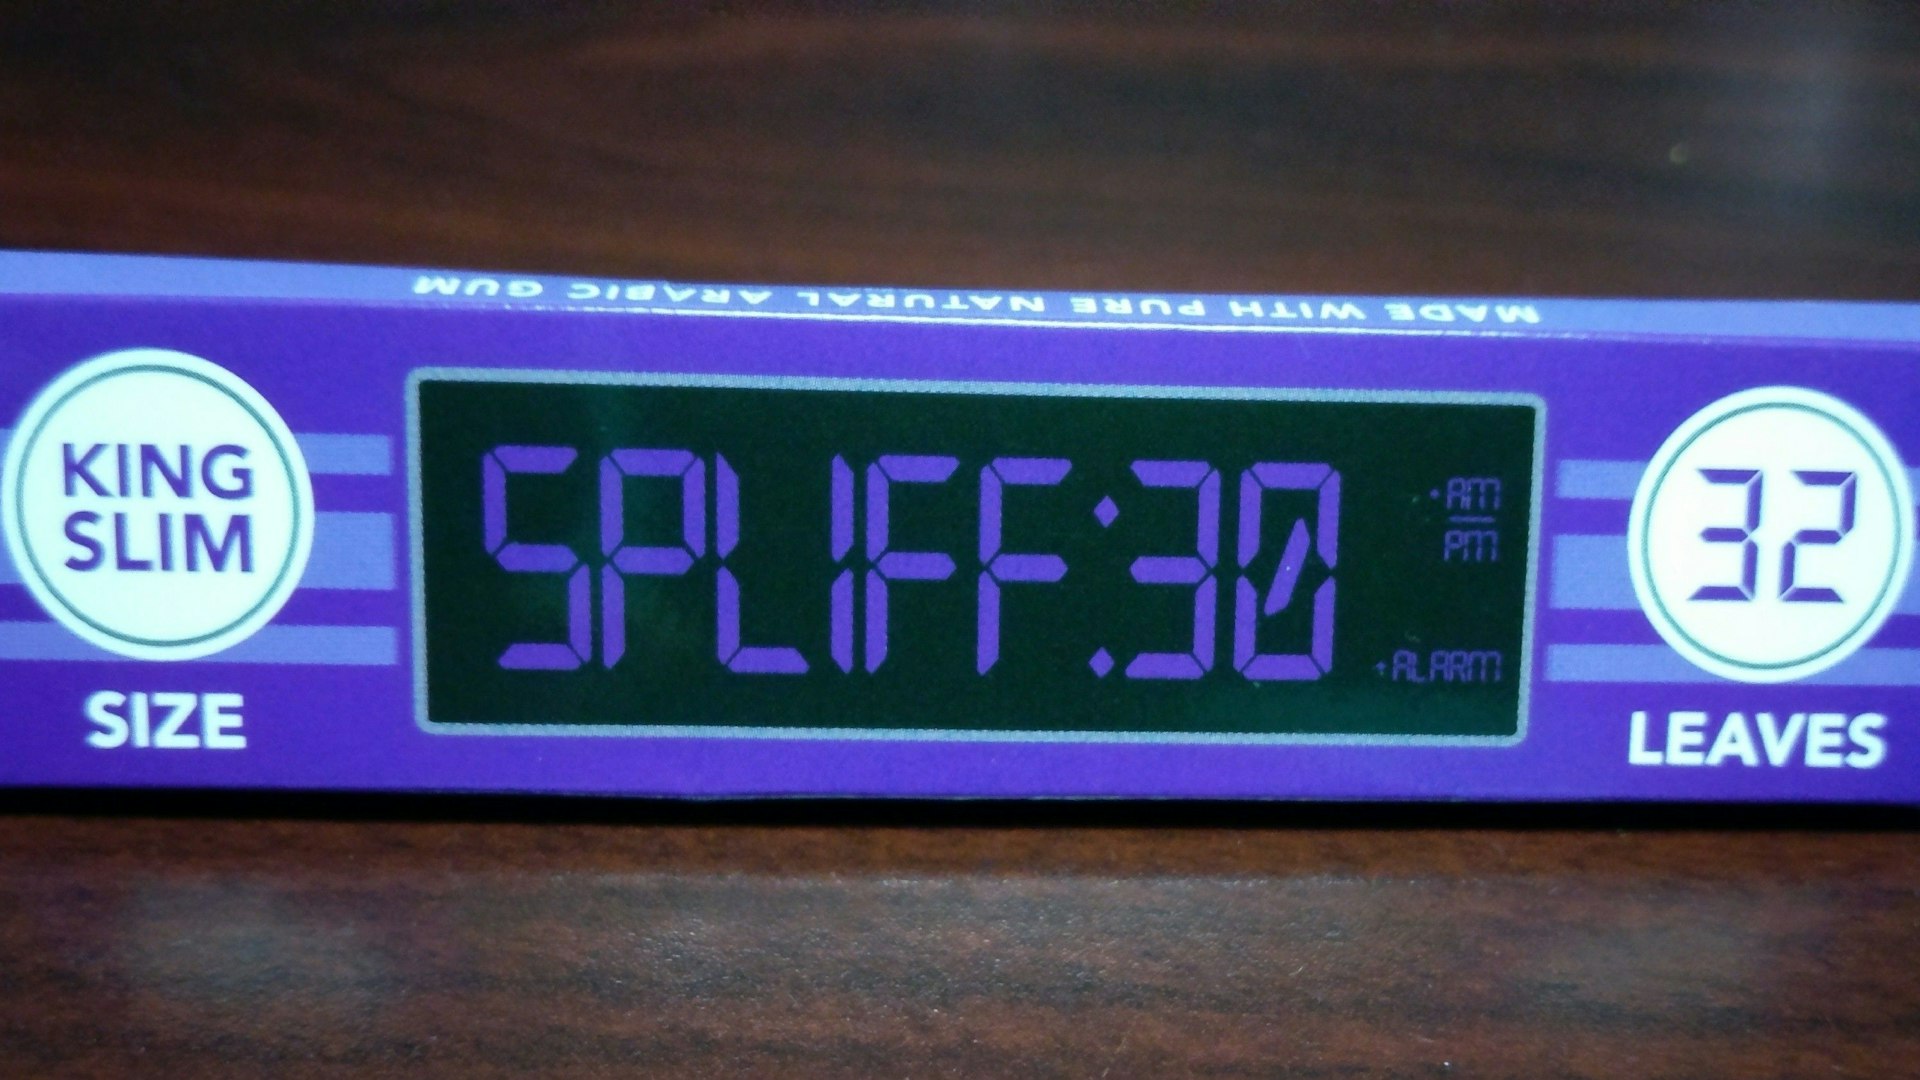 MADE WITH PURE NATURAL ARABIC GUM
KING
SLIM
SIZE
SPLIFF:30
AM
PM
ALARM
32
LEAVES